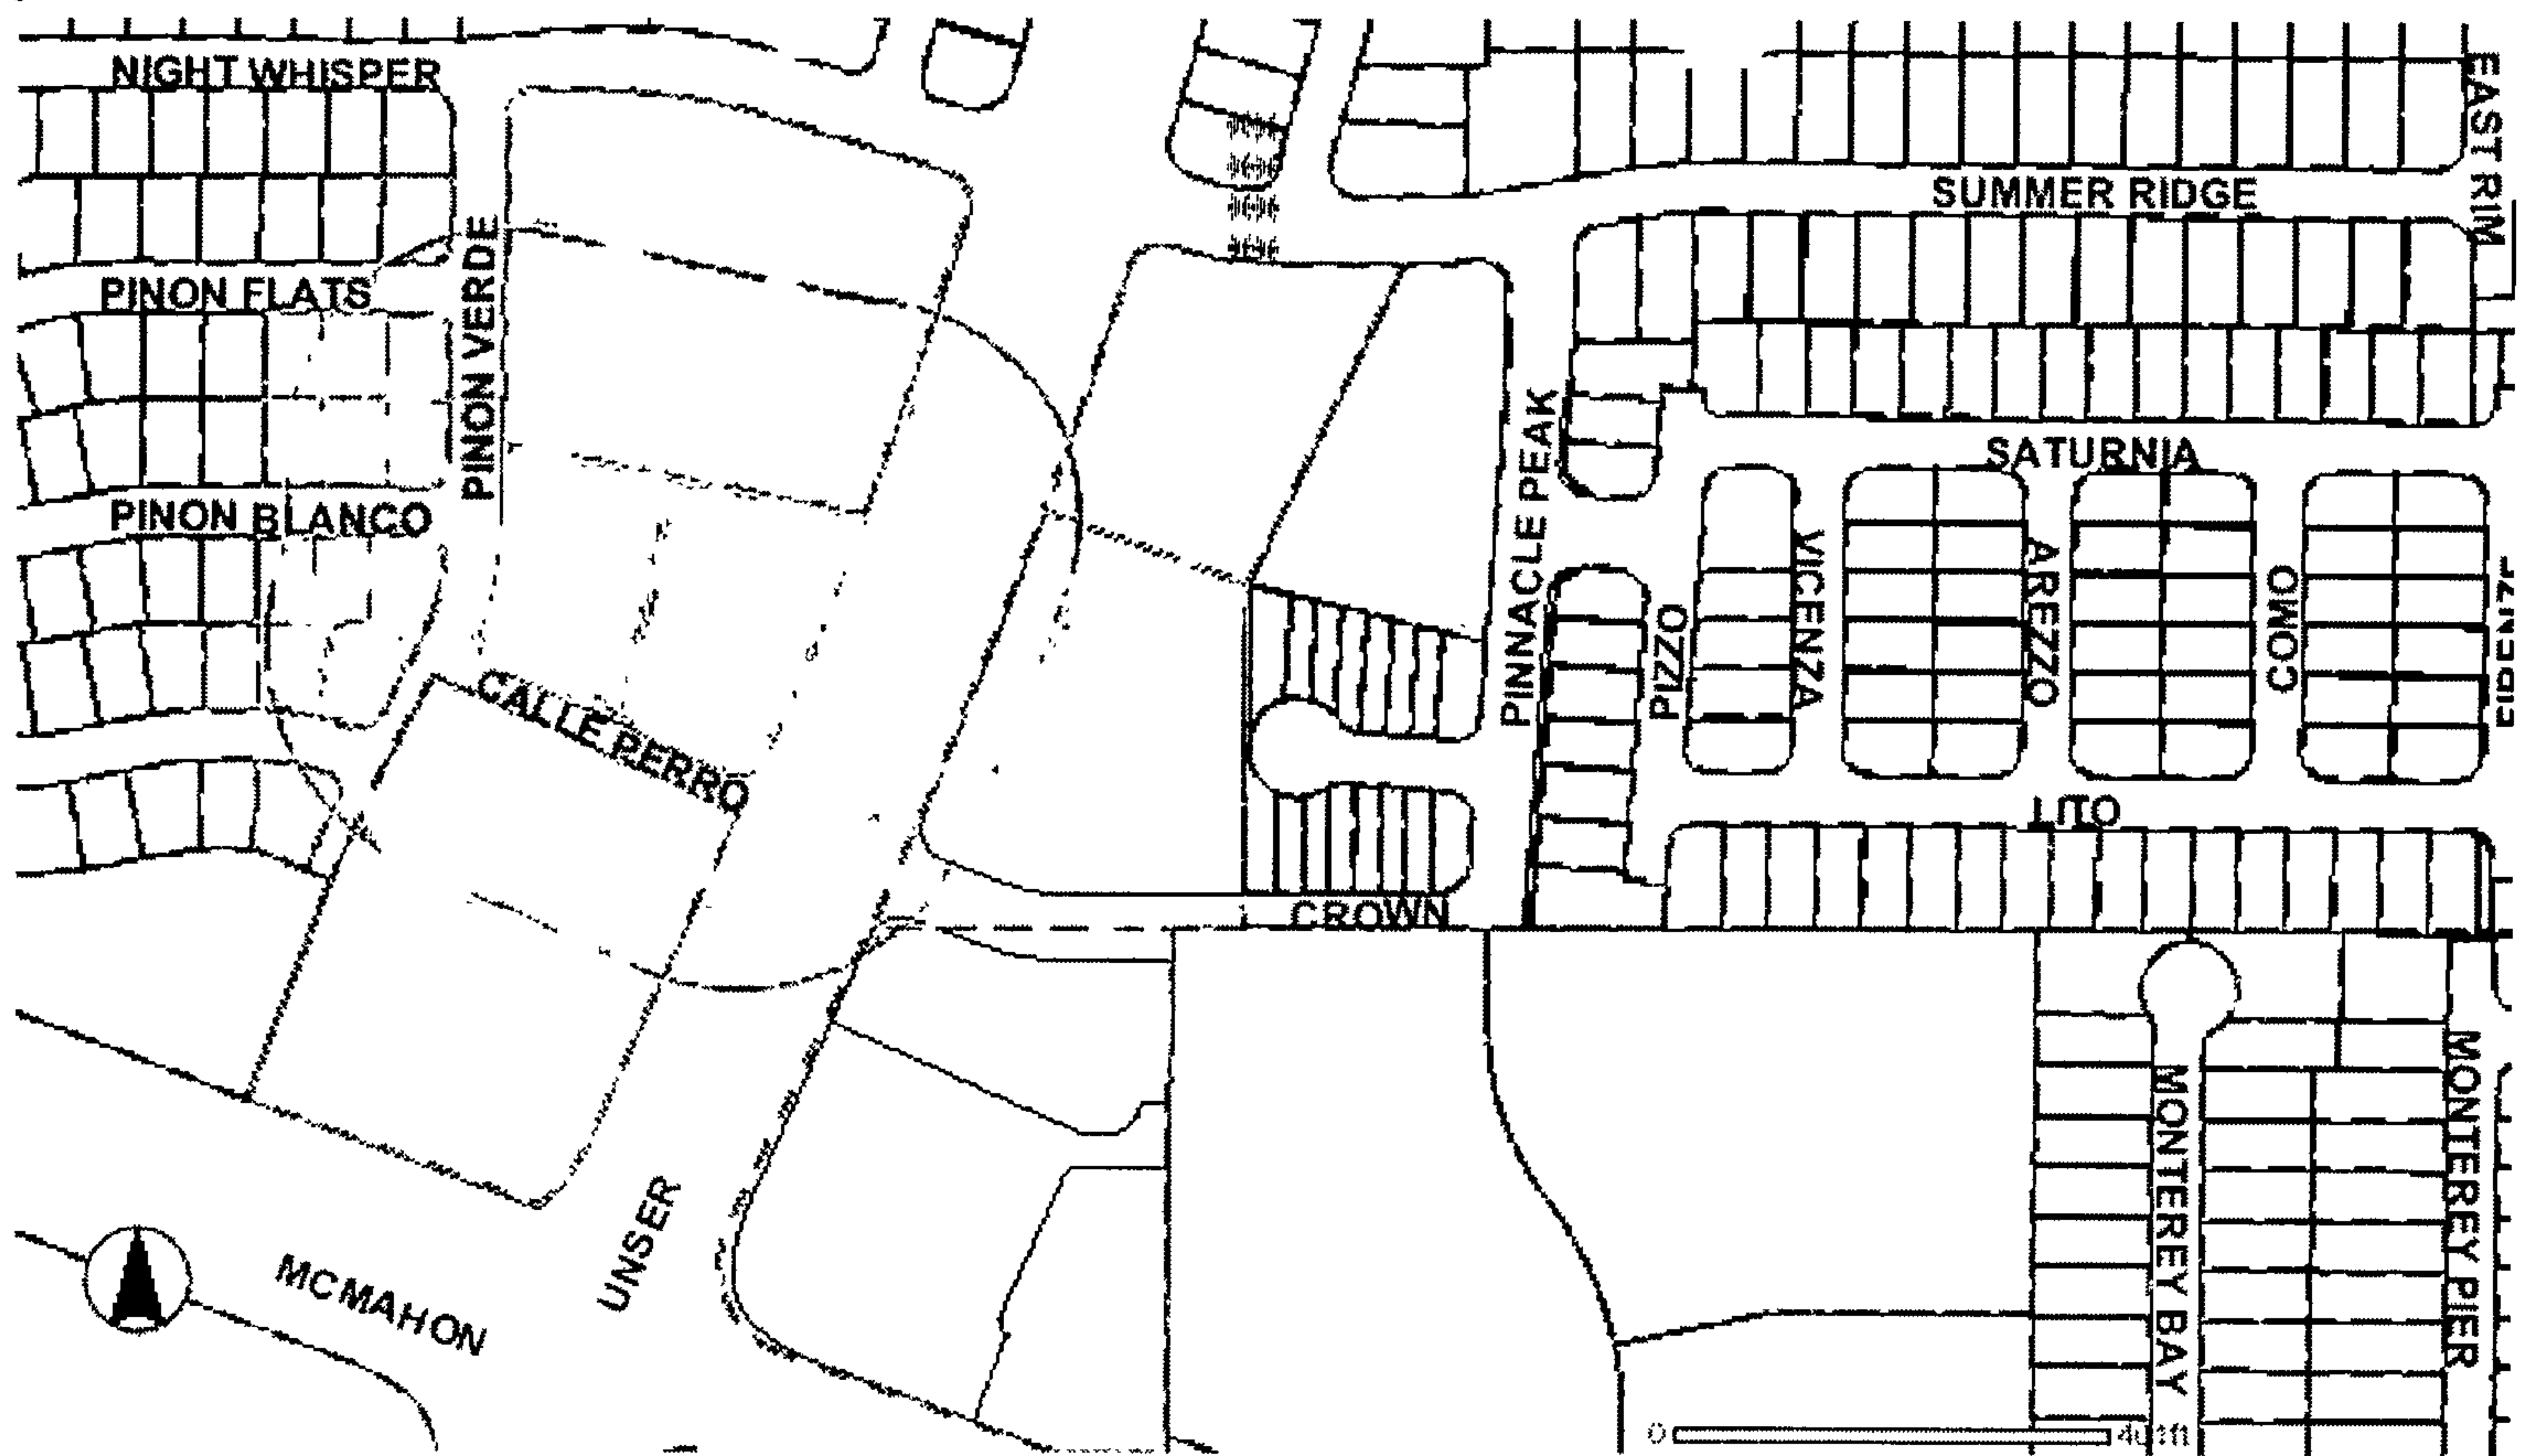 NIGHT WHISPER
EAST RIM
SUMMER RIDGE
PINON FLATS
PINON VERDE
PINNACLE PEAK
SATURNIA
PINON BLANCO
VICENZA
AREZZO
COMO
PIZZO
CALLE PERRO
LITO
CROWN
MONTEREY BAY
MONTEREY PIER
UNSER
MCMAHON
0